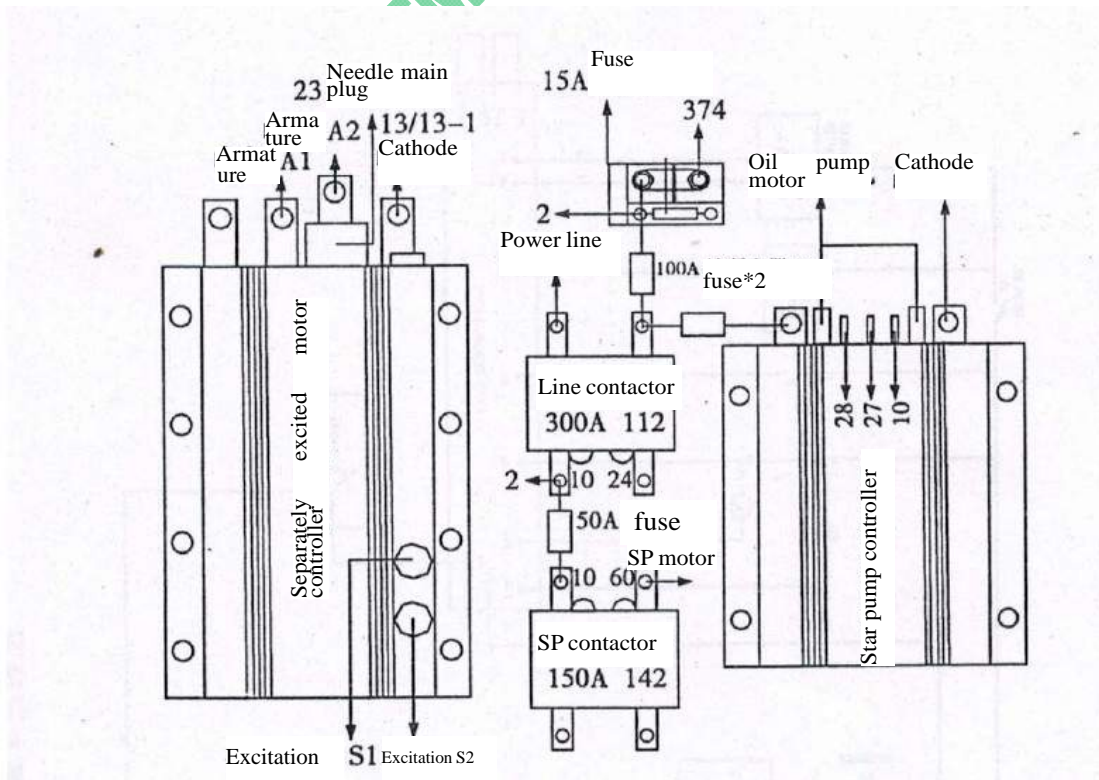 Fuse
15A
374
23 Needle main
plug
Arma
ture A2
13/13-1
Cathode
Armat
ure A1
Oil pump, Cathode
motor
2
Power line
100A
fuse*2
Separately excited motor
controller
Line contactor
300A 112
28 27 10
2
10 24
50A fuse
SP motor
10 60
Star pump controller
SP contactor
150A 142
Excitation S1
Excitation S2